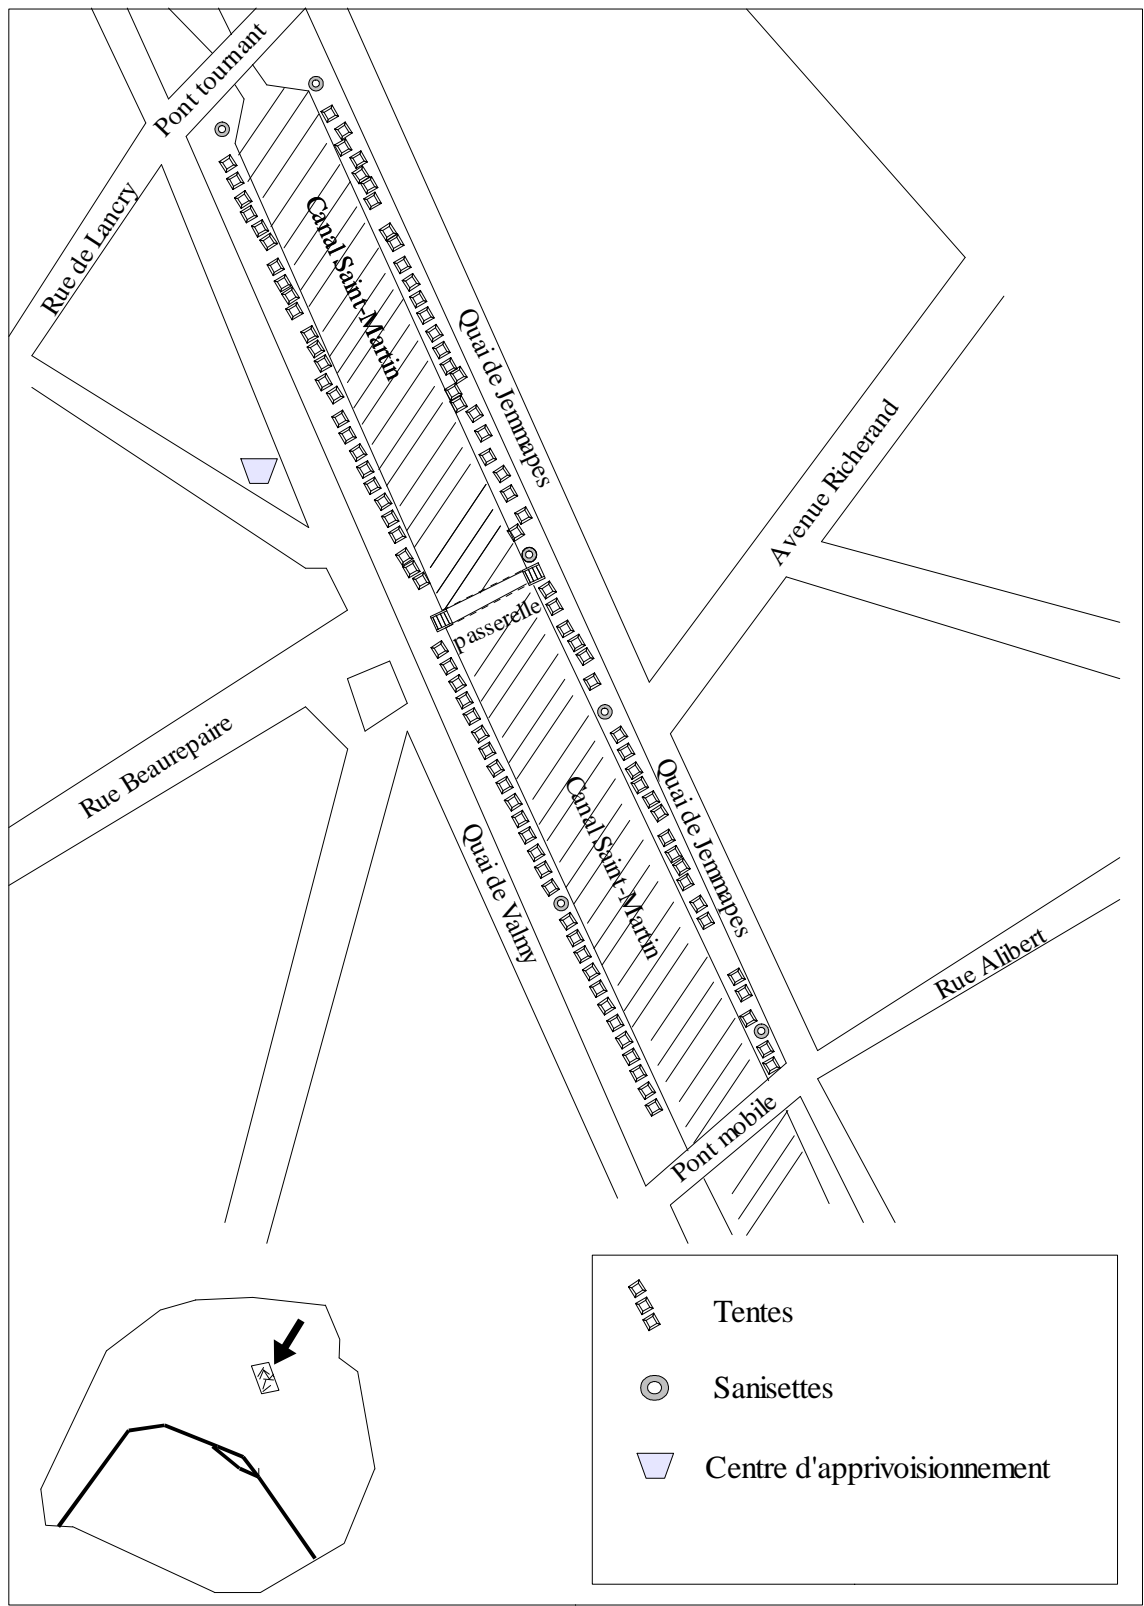 Pont tournant
Rue de Lancry
Canal Saint-Martin
Quai de Jemmapes
Avenue Richerand
passerelle
Rue Beaurepaire
Quai de Valmy
Canal Saint-Martin
Quai de Jemmapes
Rue Alibert
Pont mobile
Tentes
Sanisettes
Centre d'apprivoisionnement